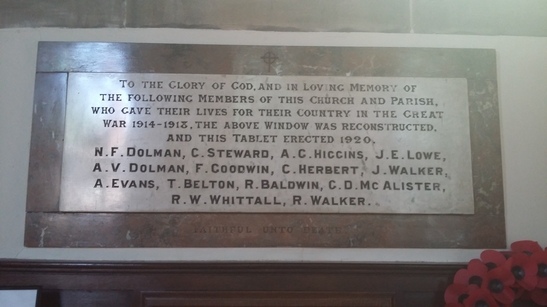 TO THE GLORY OF GOD, AND IN LOVING MEMORY OF
THE FOLLOWING MEMBERS OF THIS CHURCH AND PARISH,
WHO GAVE THEIR LIVES FOR THEIR COUNTRY IN THE GREAT
WAR 1914-1918, THE ABOVE WINDOW WAS RECONSTRUCTED,
AND THIS TABLET ERECTED 1920.
N.F. DOLMAN, C. STEWARD, A.C. HIGGINS, J.E. LOWE,
A.V. DOLMAN, F. GOODWIN, C. HERBERT, J. WALKER,
A. EVANS, T. BELTON, R. BALDWIN, C.D. MCALISTER,
R.W. WHITTALL, R. WALKER.
FAITHFUL UNTO DEATH.